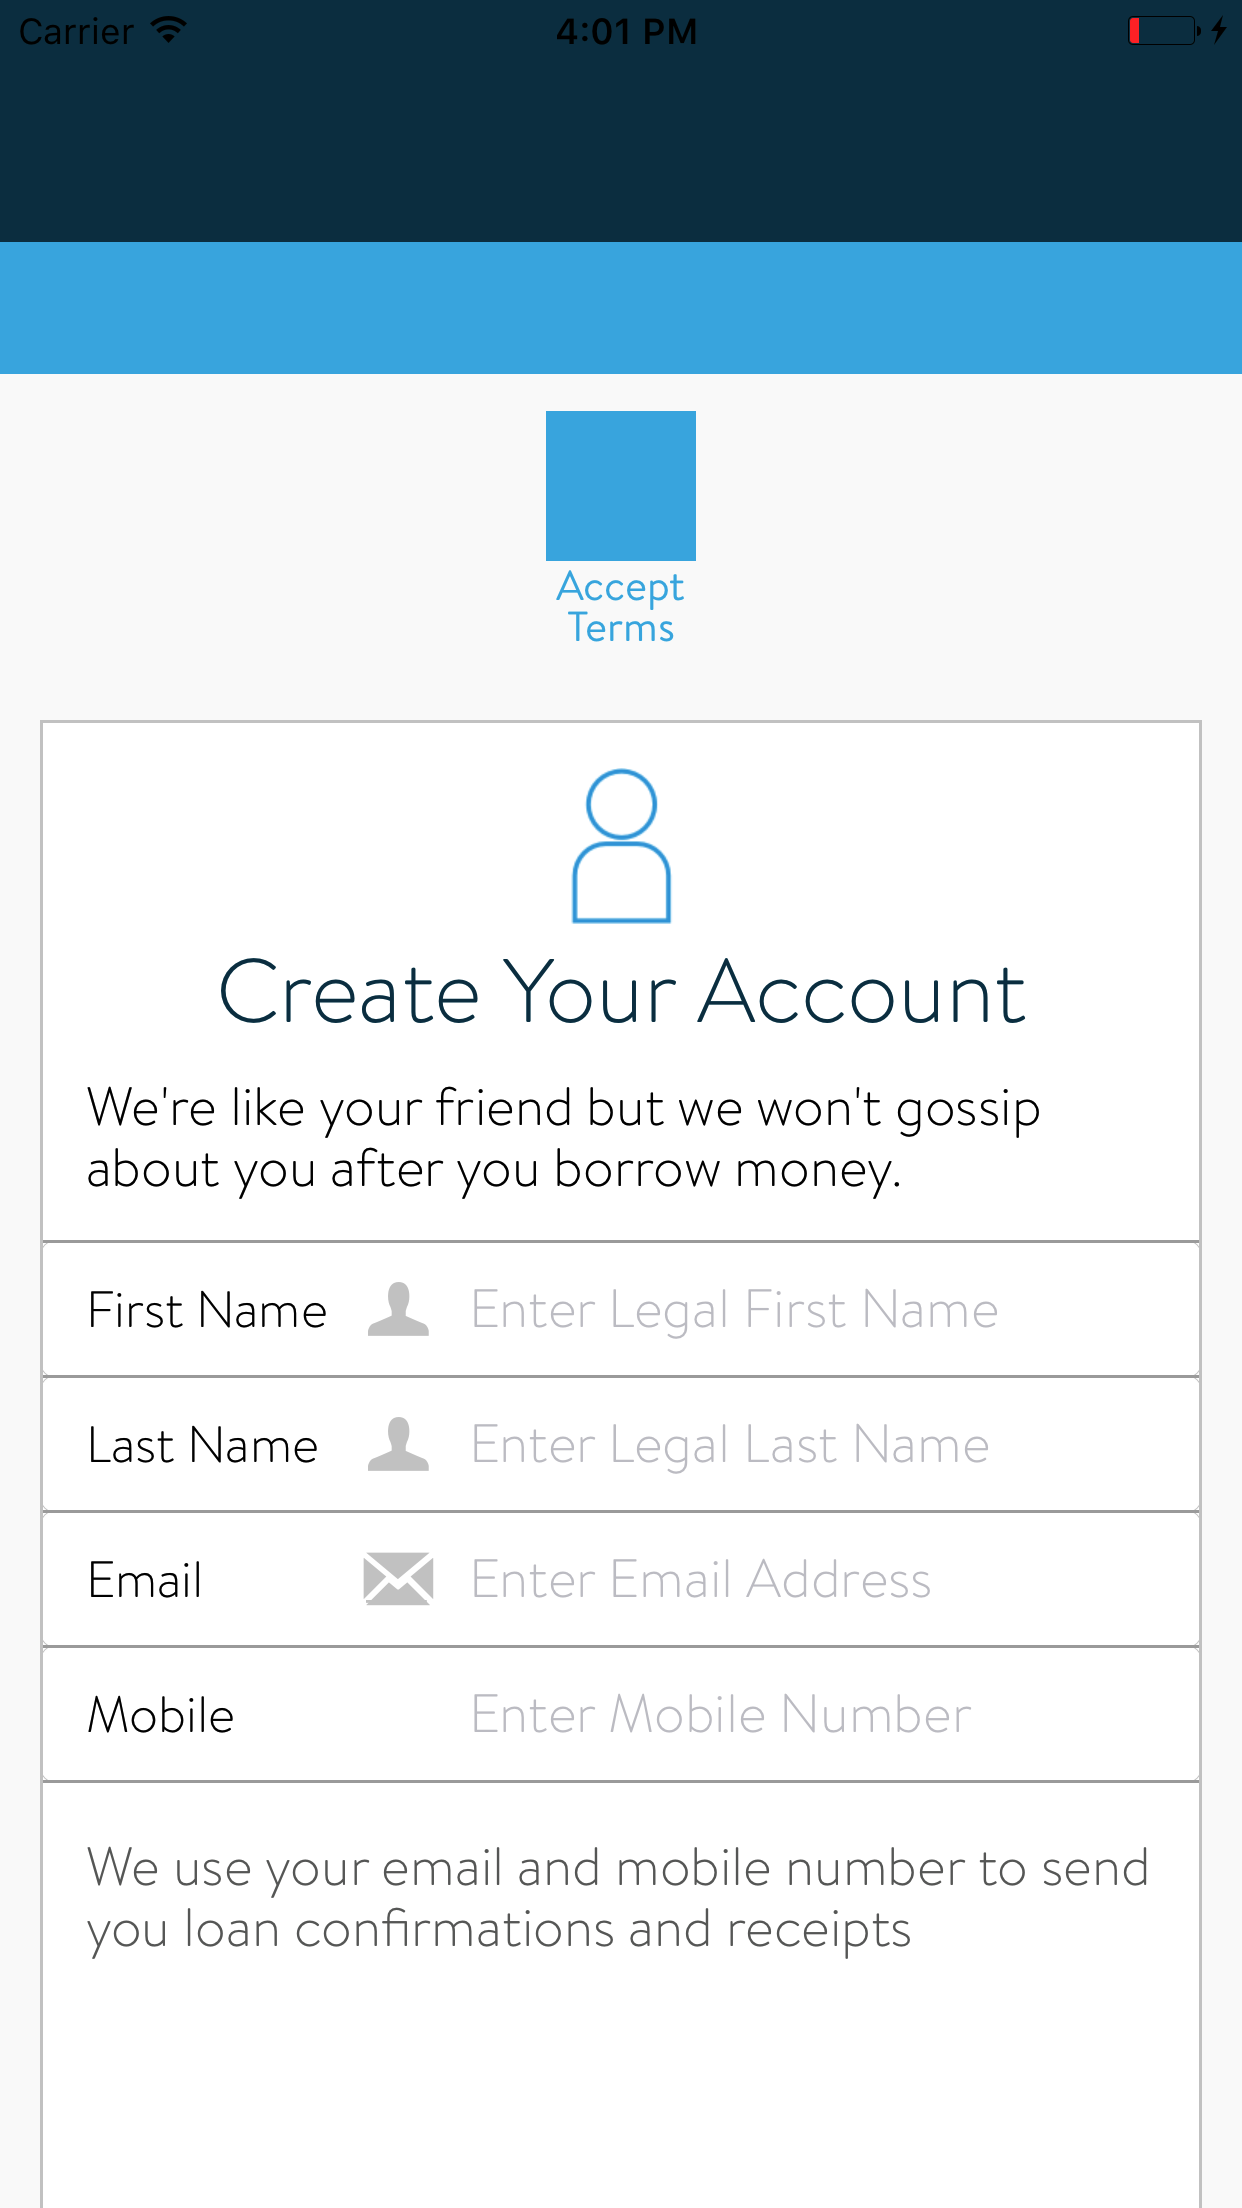 Carrier 4:01 PM
Accept
Terms
Create Your Account
We're like your friend but we won't gossip
about you after you borrow money.
First Name Enter Legal First Name
Last Name Enter Legal Last Name
Email Enter Email Address
Mobile Enter Mobile Number
We use your email and mobile number to send
you loan confirmations and receipts